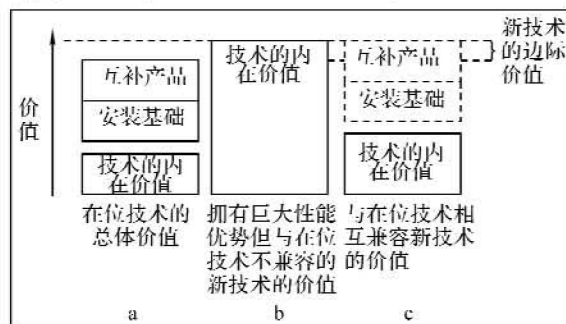 价
值
互补产品
安装基础
技术的内
在价值
在位技术的
总体价值
a
技术的内
在价值
拥有巨大性能
优势但与在位
技术不兼容的
新技术的价值
b
互补产品
安装基础
技术的内
在价值
与在位技术相
互兼容新技术
的价值
c
新技术
的边际
价值